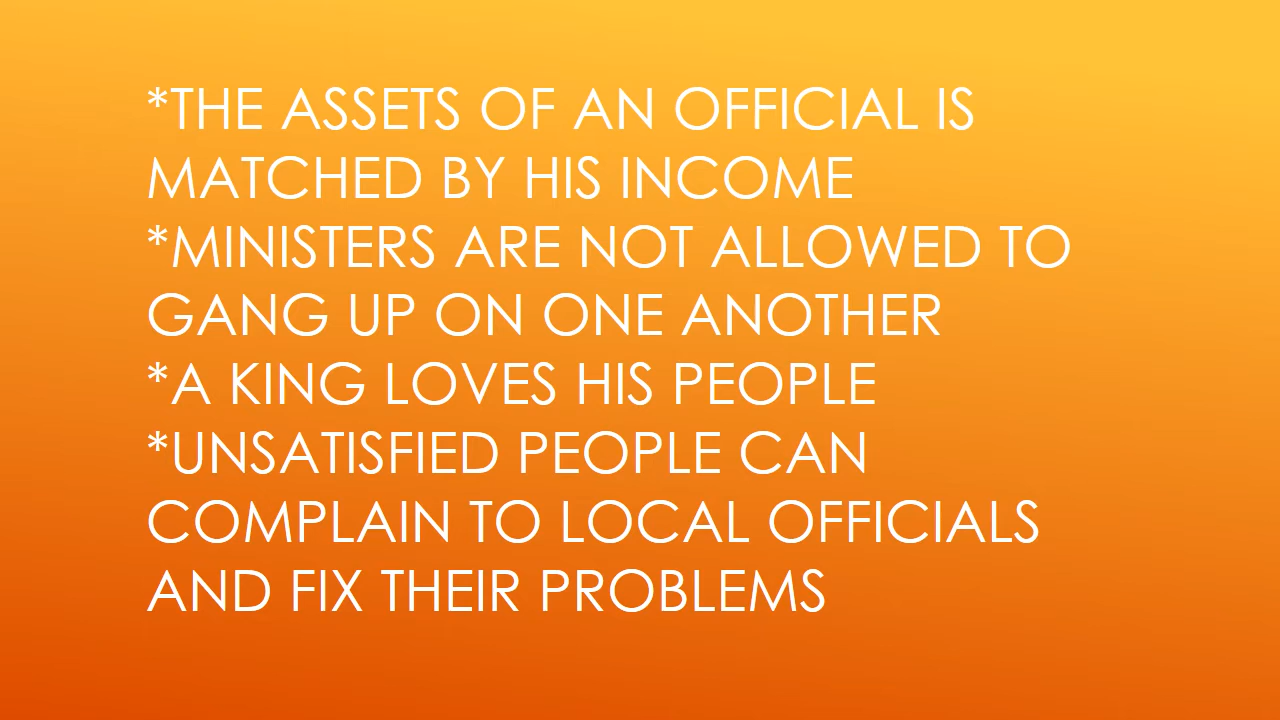 *THE ASSETS OF AN OFFICIAL IS
MATCHED BY HIS INCOME
*MINISTERS ARE NOT ALLOWED TO
GANG UP ON ONE ANOTHER
*A KING LOVES HIS PEOPLE
*UNSATISFIED PEOPLE CAN
COMPLAIN TO LOCAL OFFICIALS
AND FIX THEIR PROBLEMS